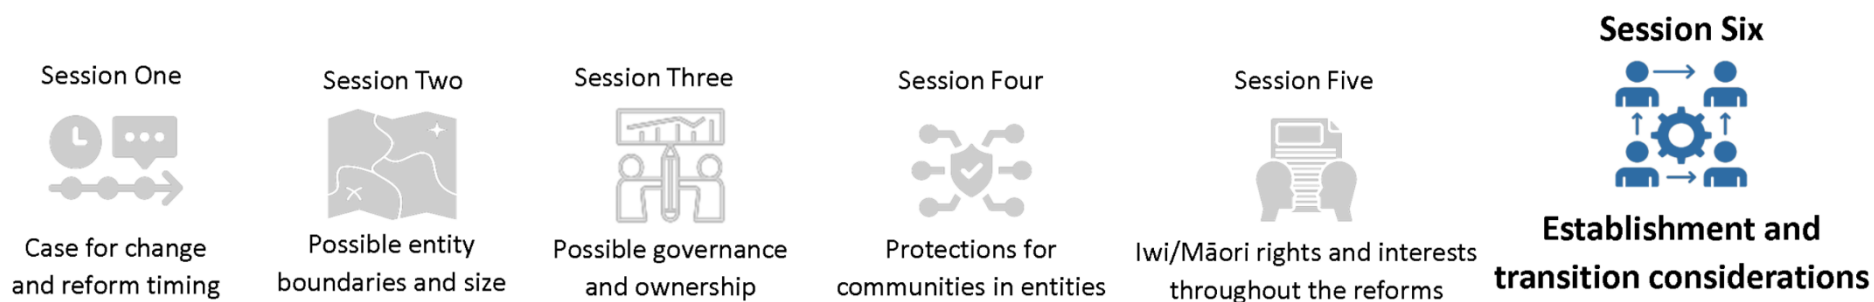 Session One
Case for change
and reform timing
Session Two
Possible entity
boundaries and size
Session Three
Possible governance
and ownership
Session Four
Protections for
communities in entities
Session Five
Iwi/Māori rights and interests
throughout the reforms
Session Six
Establishment and
transition considerations